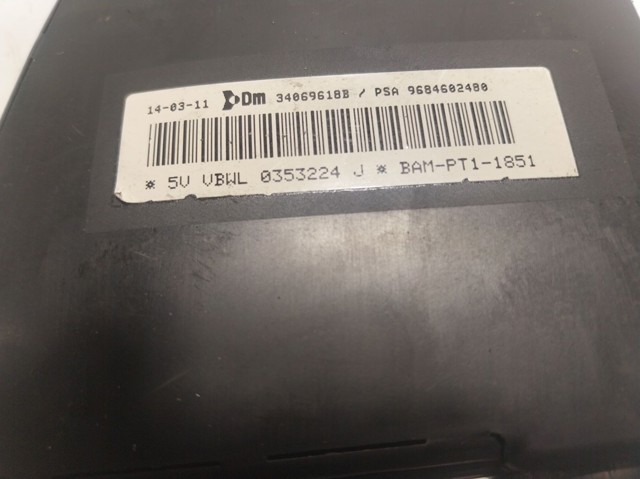 14-03-11 Dm 34069618B / PSA 9684602480
* 5V VBWL 0353224 J * BAM-PT1-1851